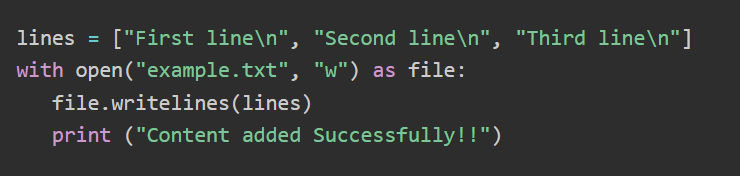 lines = ["First line\n", "Second line\n", "Third line\n"]
with open("example.txt", "w") as file:
   file.writelines(lines)
   print ("Content added Successfully!!")